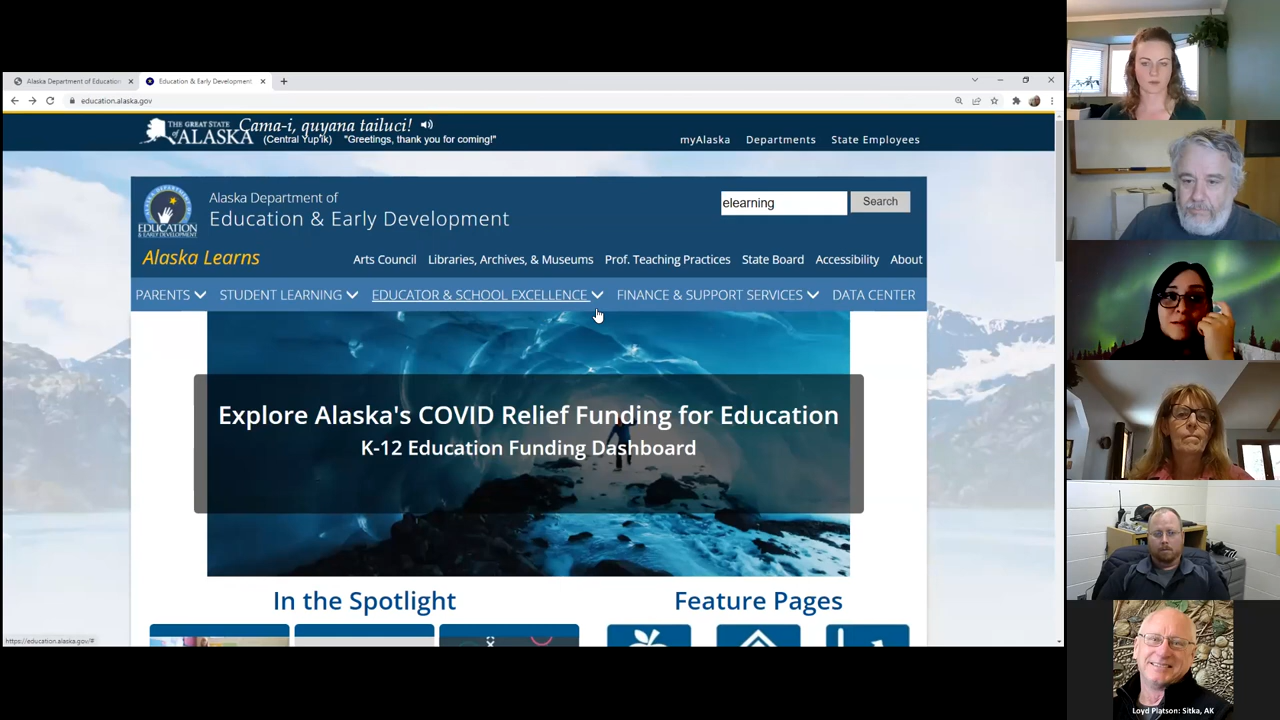 Alaska Department of Education
Education & Early Development
education.alaska.gov
THE GREAT STATE
of ALASKA
Cama-i, quyana tailuci!
(Central Yup'ik) "Greetings, thank you for coming!"
myAlaska Departments State Employees
EDUCATION
& EARLY DEVELOPMENT
Alaska Department of
Education & Early Development
elearning
Search
Alaska Learns
Arts Council Libraries, Archives, & Museums Prof. Teaching Practices State Board Accessibility About
PARENTS STUDENT LEARNING EDUCATOR & SCHOOL EXCELLENCE FINANCE & SUPPORT SERVICES DATA CENTER
Explore Alaska's COVID Relief Funding for Education
K-12 Education Funding Dashboard
In the Spotlight
Feature Pages
https://education.alaska.gov/#
Loyd Platson: Sitka, AK